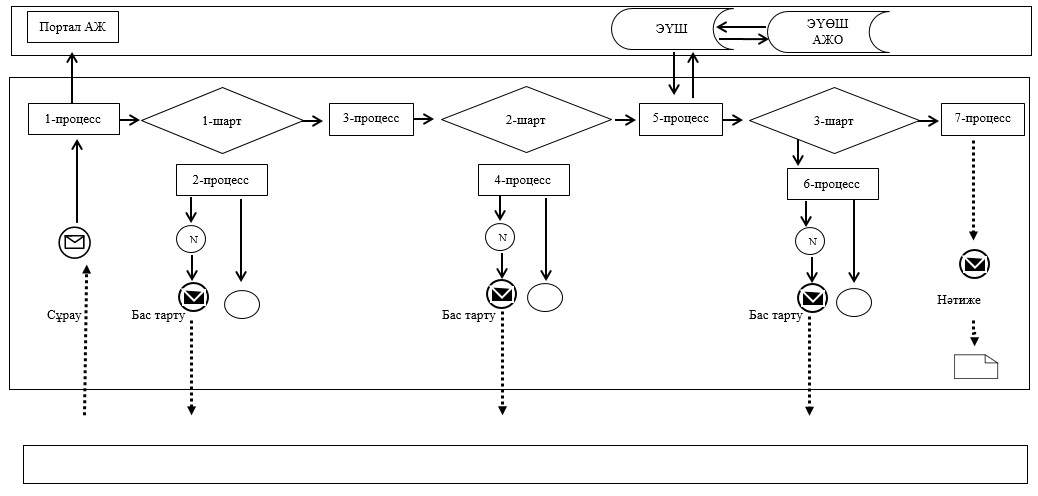 Портал АЖ
ЭҮШ
ЭҮӨШ
АЖО
1-процесс
1-шарт
3-процесс
2-шарт
5-процесс
3-шарт
7-процесс
2-процесс
4-процесс
6-процесс
N
N
N
Сұрау
Бас тарту
Бас тарту
Бас тарту
Нәтиже